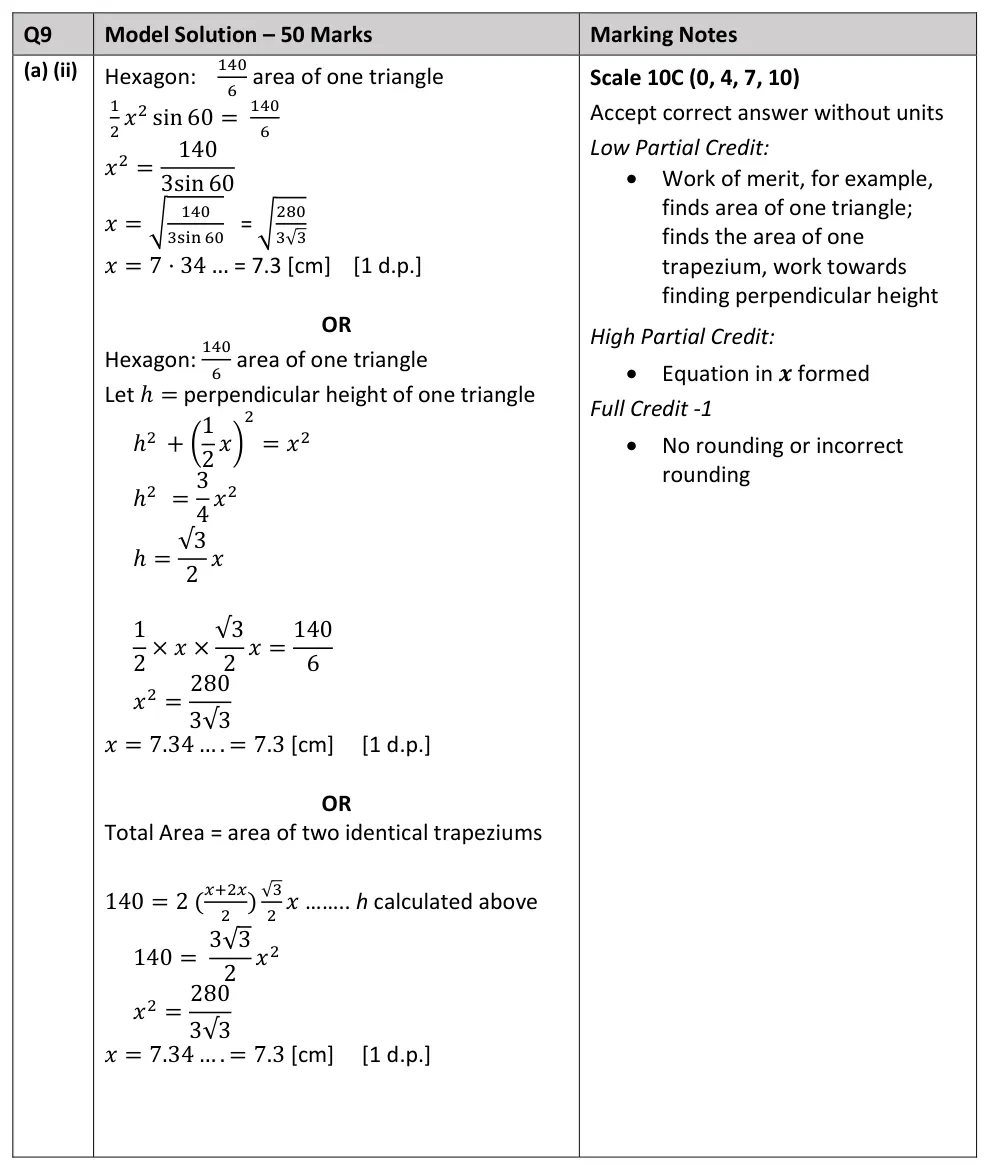 Q9 Model Solution – 50 Marks Marking Notes
(a) (ii)
Hexagon: 140/6 area of one triangle
1/2 x² sin 60 = 140/6
x² = 140/(3sin 60)
x = √(140/(3sin 60)) = √(280/(3√3))
x = 7 · 34 ... = 7.3 [cm] [1 d.p.]
OR
Hexagon: 140/6 area of one triangle
Let h = perpendicular height of one triangle
h² + (1/2 x)² = x²
h² = 3/4 x²
h = √3/2 x
1/2 × x × √3/2 x = 140/6
x² = 280/(3√3)
x = 7.34 .... = 7.3 [cm] [1 d.p.]
OR
Total Area = area of two identical trapeziums
140 = 2 ((x+2x)/2) √3/2 x ........ h calculated above
140 = 3√3/2 x²
x² = 280/(3√3)
x = 7.34 .... = 7.3 [cm] [1 d.p.]
Scale 10C (0, 4, 7, 10)
Accept correct answer without units
Low Partial Credit:
• Work of merit, for example,
finds area of one triangle;
finds the area of one
trapezium, work towards
finding perpendicular height
High Partial Credit:
• Equation in x formed
Full Credit -1
• No rounding or incorrect
rounding